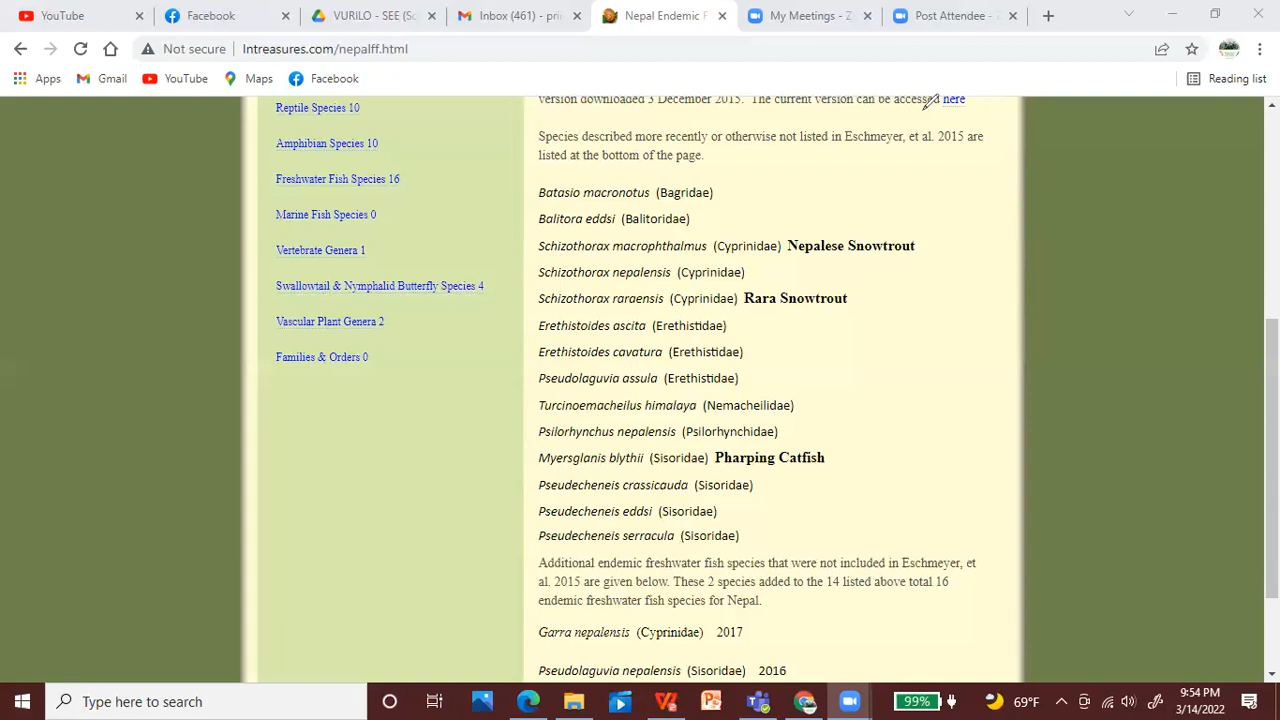 YouTube
Facebook
VURILO - SEE (Sc
Inbox (461) - prin
Nepal Endemic F
My Meetings - Z
Post Attendee - Z
Not secure
lntreasures.com/nepalff.html
Apps
Gmail
YouTube
Maps
Facebook
Reading list
Reptile Species 10
Amphibian Species 10
Freshwater Fish Species 16
Marine Fish Species 0
Vertebrate Genera 1
Swallowtail & Nymphalid Butterfly Species 4
Vascular Plant Genera 2
Families & Orders 0
version downloaded 3 December 2015. The current version can be accessed here
Species described more recently or otherwise not listed in Eschmeyer, et al. 2015 are
listed at the bottom of the page.
Batasio macronotus (Bagridae)
Balitora eddsi (Balitoridae)
Schizothorax macrophthalmus (Cyprinidae) Nepalese Snowtrout
Schizothorax nepalensis (Cyprinidae)
Schizothorax raraensis (Cyprinidae) Rara Snowtrout
Erethistoides ascita (Erethistidae)
Erethistoides cavatura (Erethistidae)
Pseudolaguvia assula (Erethistidae)
Turcinoemacheilus himalaya (Nemacheilidae)
Psilorhynchus nepalensis (Psilorhynchidae)
Myersglanis blythii (Sisoridae) Pharping Catfish
Pseudecheneis crassicauda (Sisoridae)
Pseudecheneis eddsi (Sisoridae)
Pseudecheneis serracula (Sisoridae)
Additional endemic freshwater fish species that were not included in Eschmeyer, et
al. 2015 are given below. These 2 species added to the 14 listed above total 16
endemic freshwater fish species for Nepal.
Garra nepalensis (Cyprinidae) 2017
Pseudolaguvia nepalensis (Sisoridae) 2016
Type here to search
99%
69°F
9:54 PM
3/14/2022